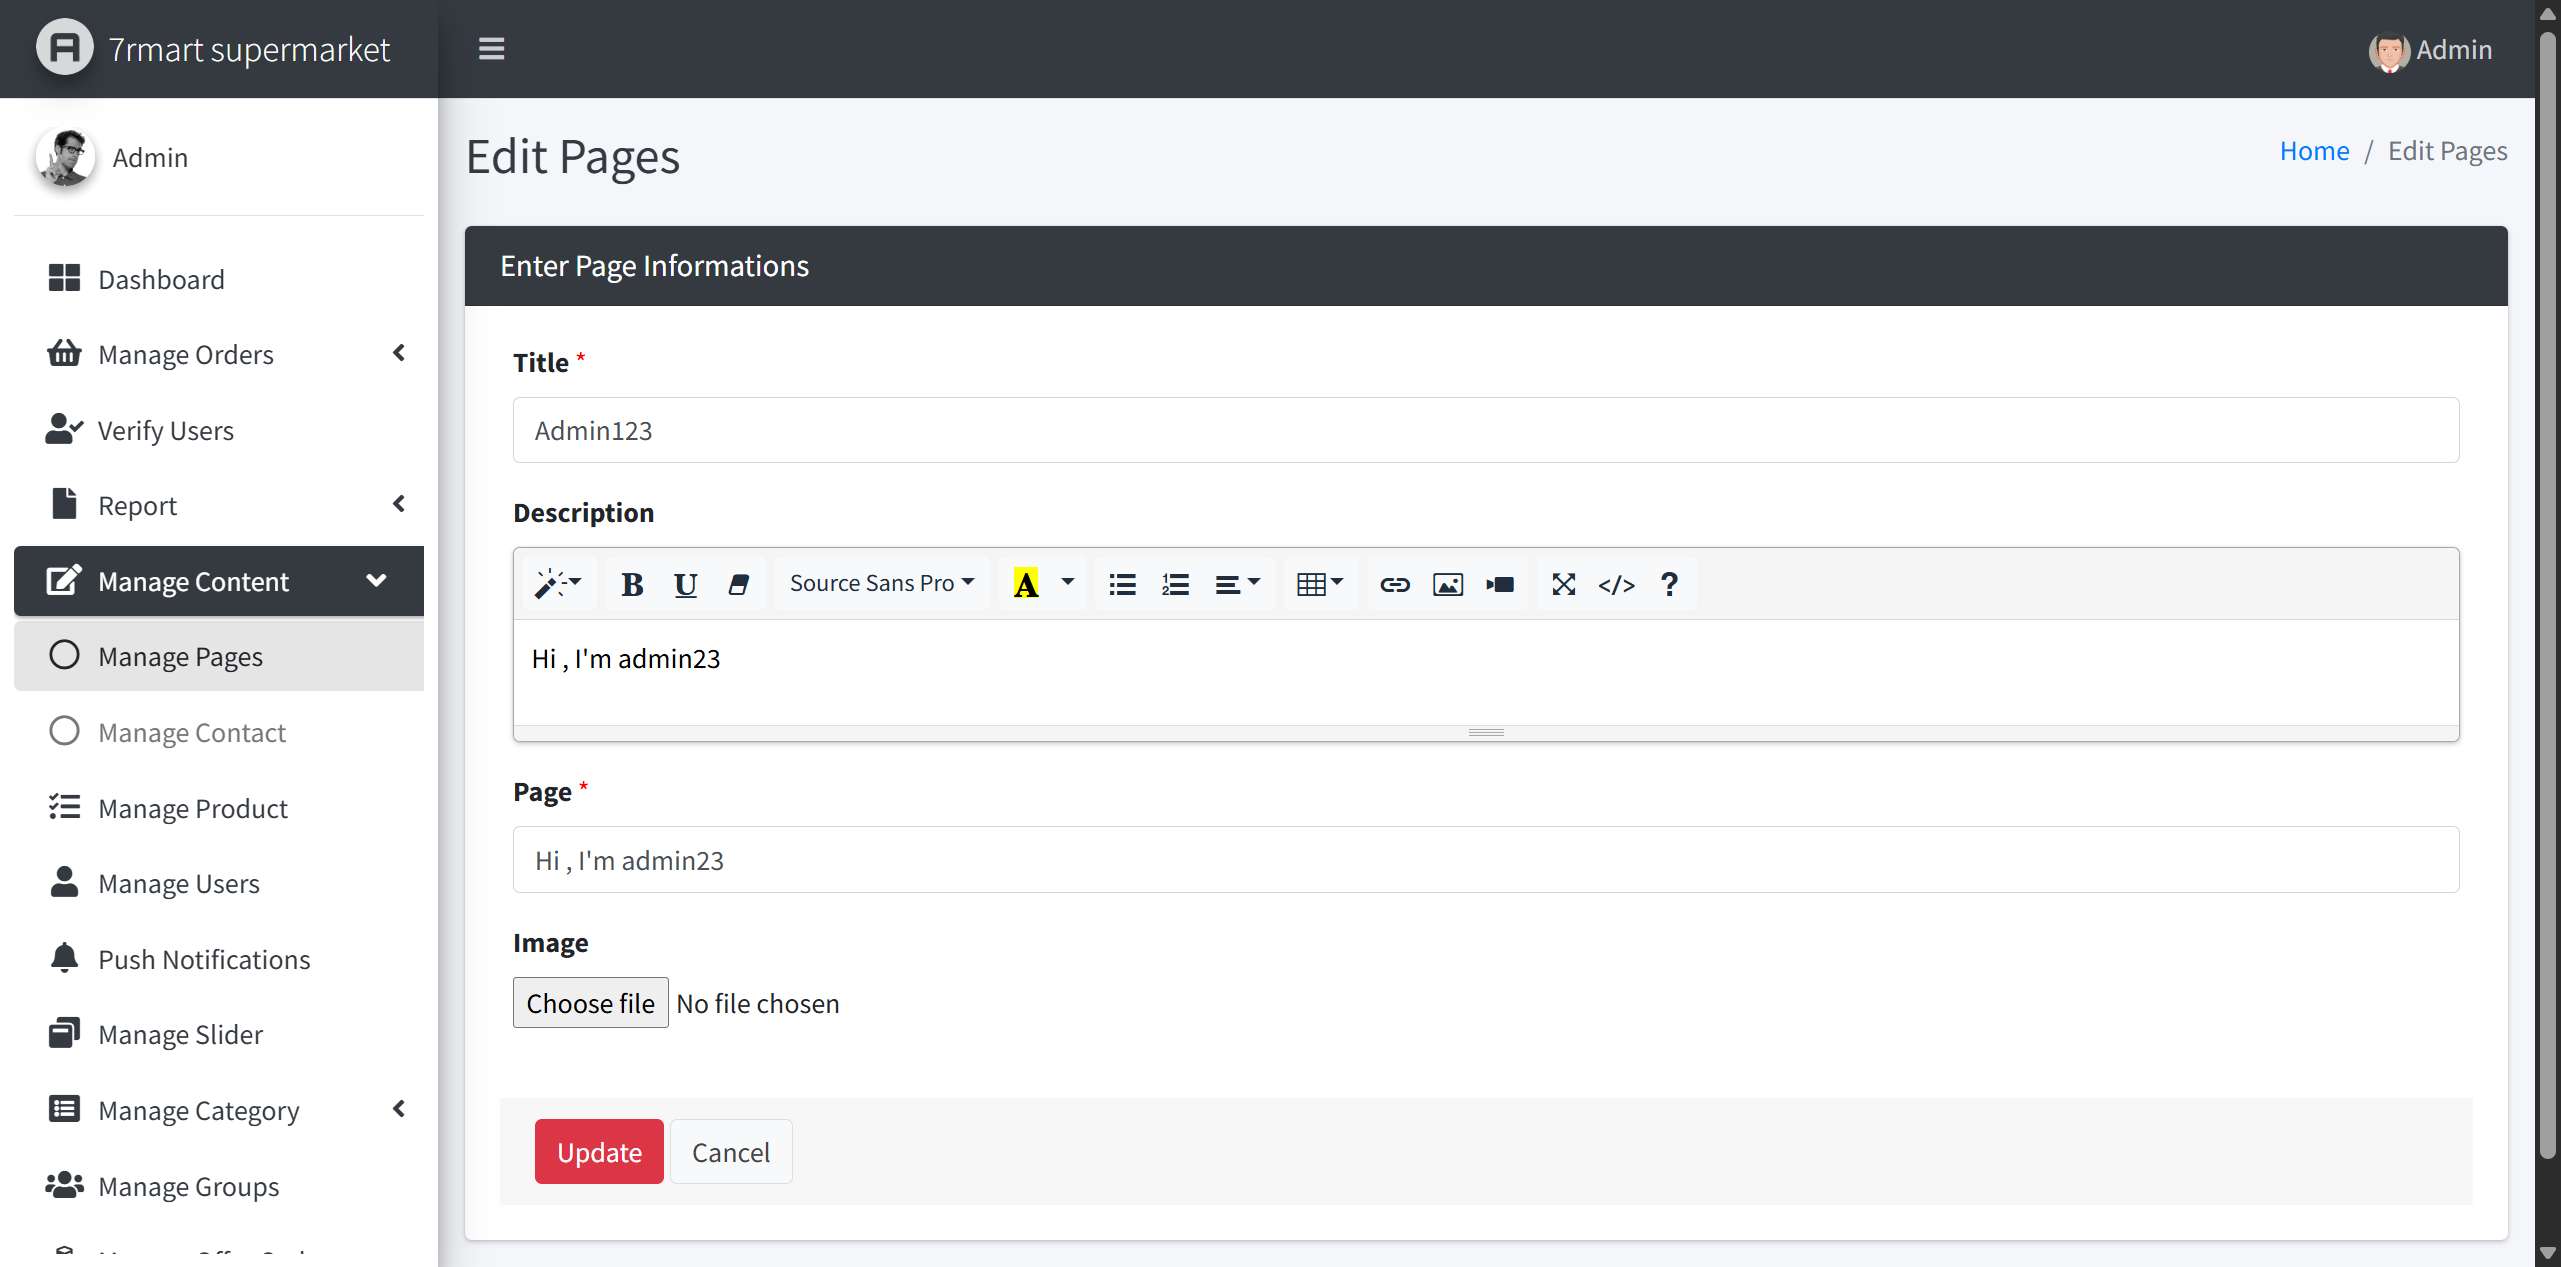 7rmart supermarket
Admin
Admin
Edit Pages
Home / Edit Pages
Dashboard
Manage Orders
Verify Users
Report
Manage Content
Manage Pages
Manage Contact
Manage Product
Manage Users
Push Notifications
Manage Slider
Manage Category
Manage Groups
Enter Page Informations
Title *
Admin123
Description
B U Source Sans Pro A </> ?
Hi , I'm admin23
Page *
Hi , I'm admin23
Image
Choose file No file chosen
Update Cancel